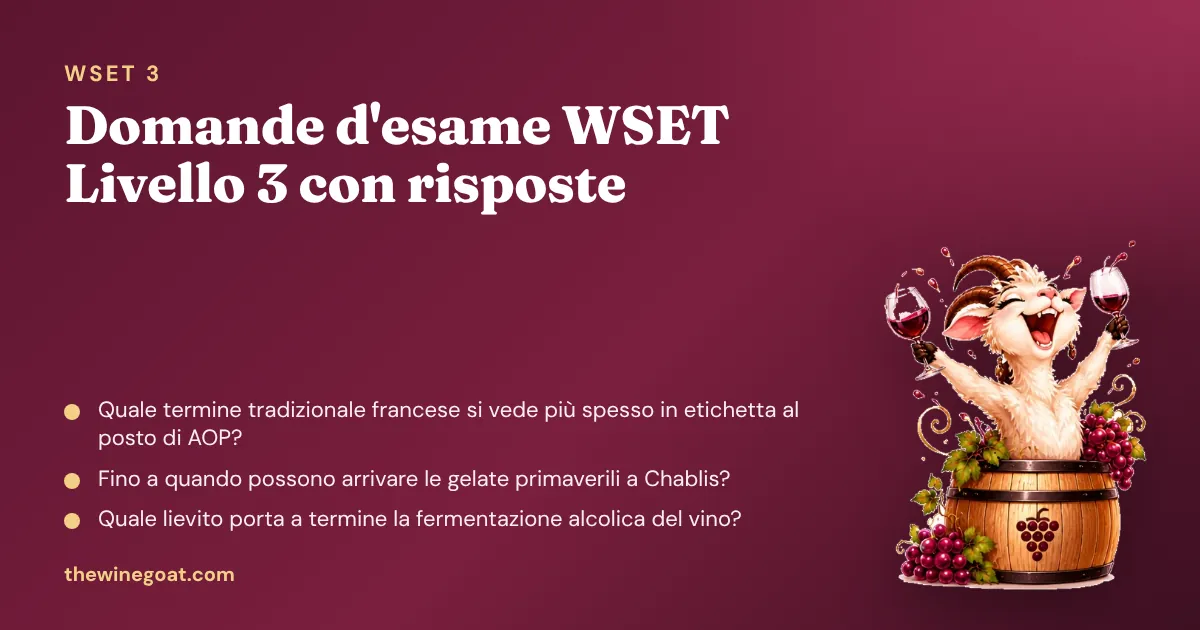 WSET 3
Domande d'esame WSET
Livello 3 con risposte
Quale termine tradizionale francese si vede più spesso in etichetta al
posto di AOP?
Fino a quando possono arrivare le gelate primaverili a Chablis?
Quale lievito porta a termine la fermentazione alcolica del vino?
thewinegoat.com